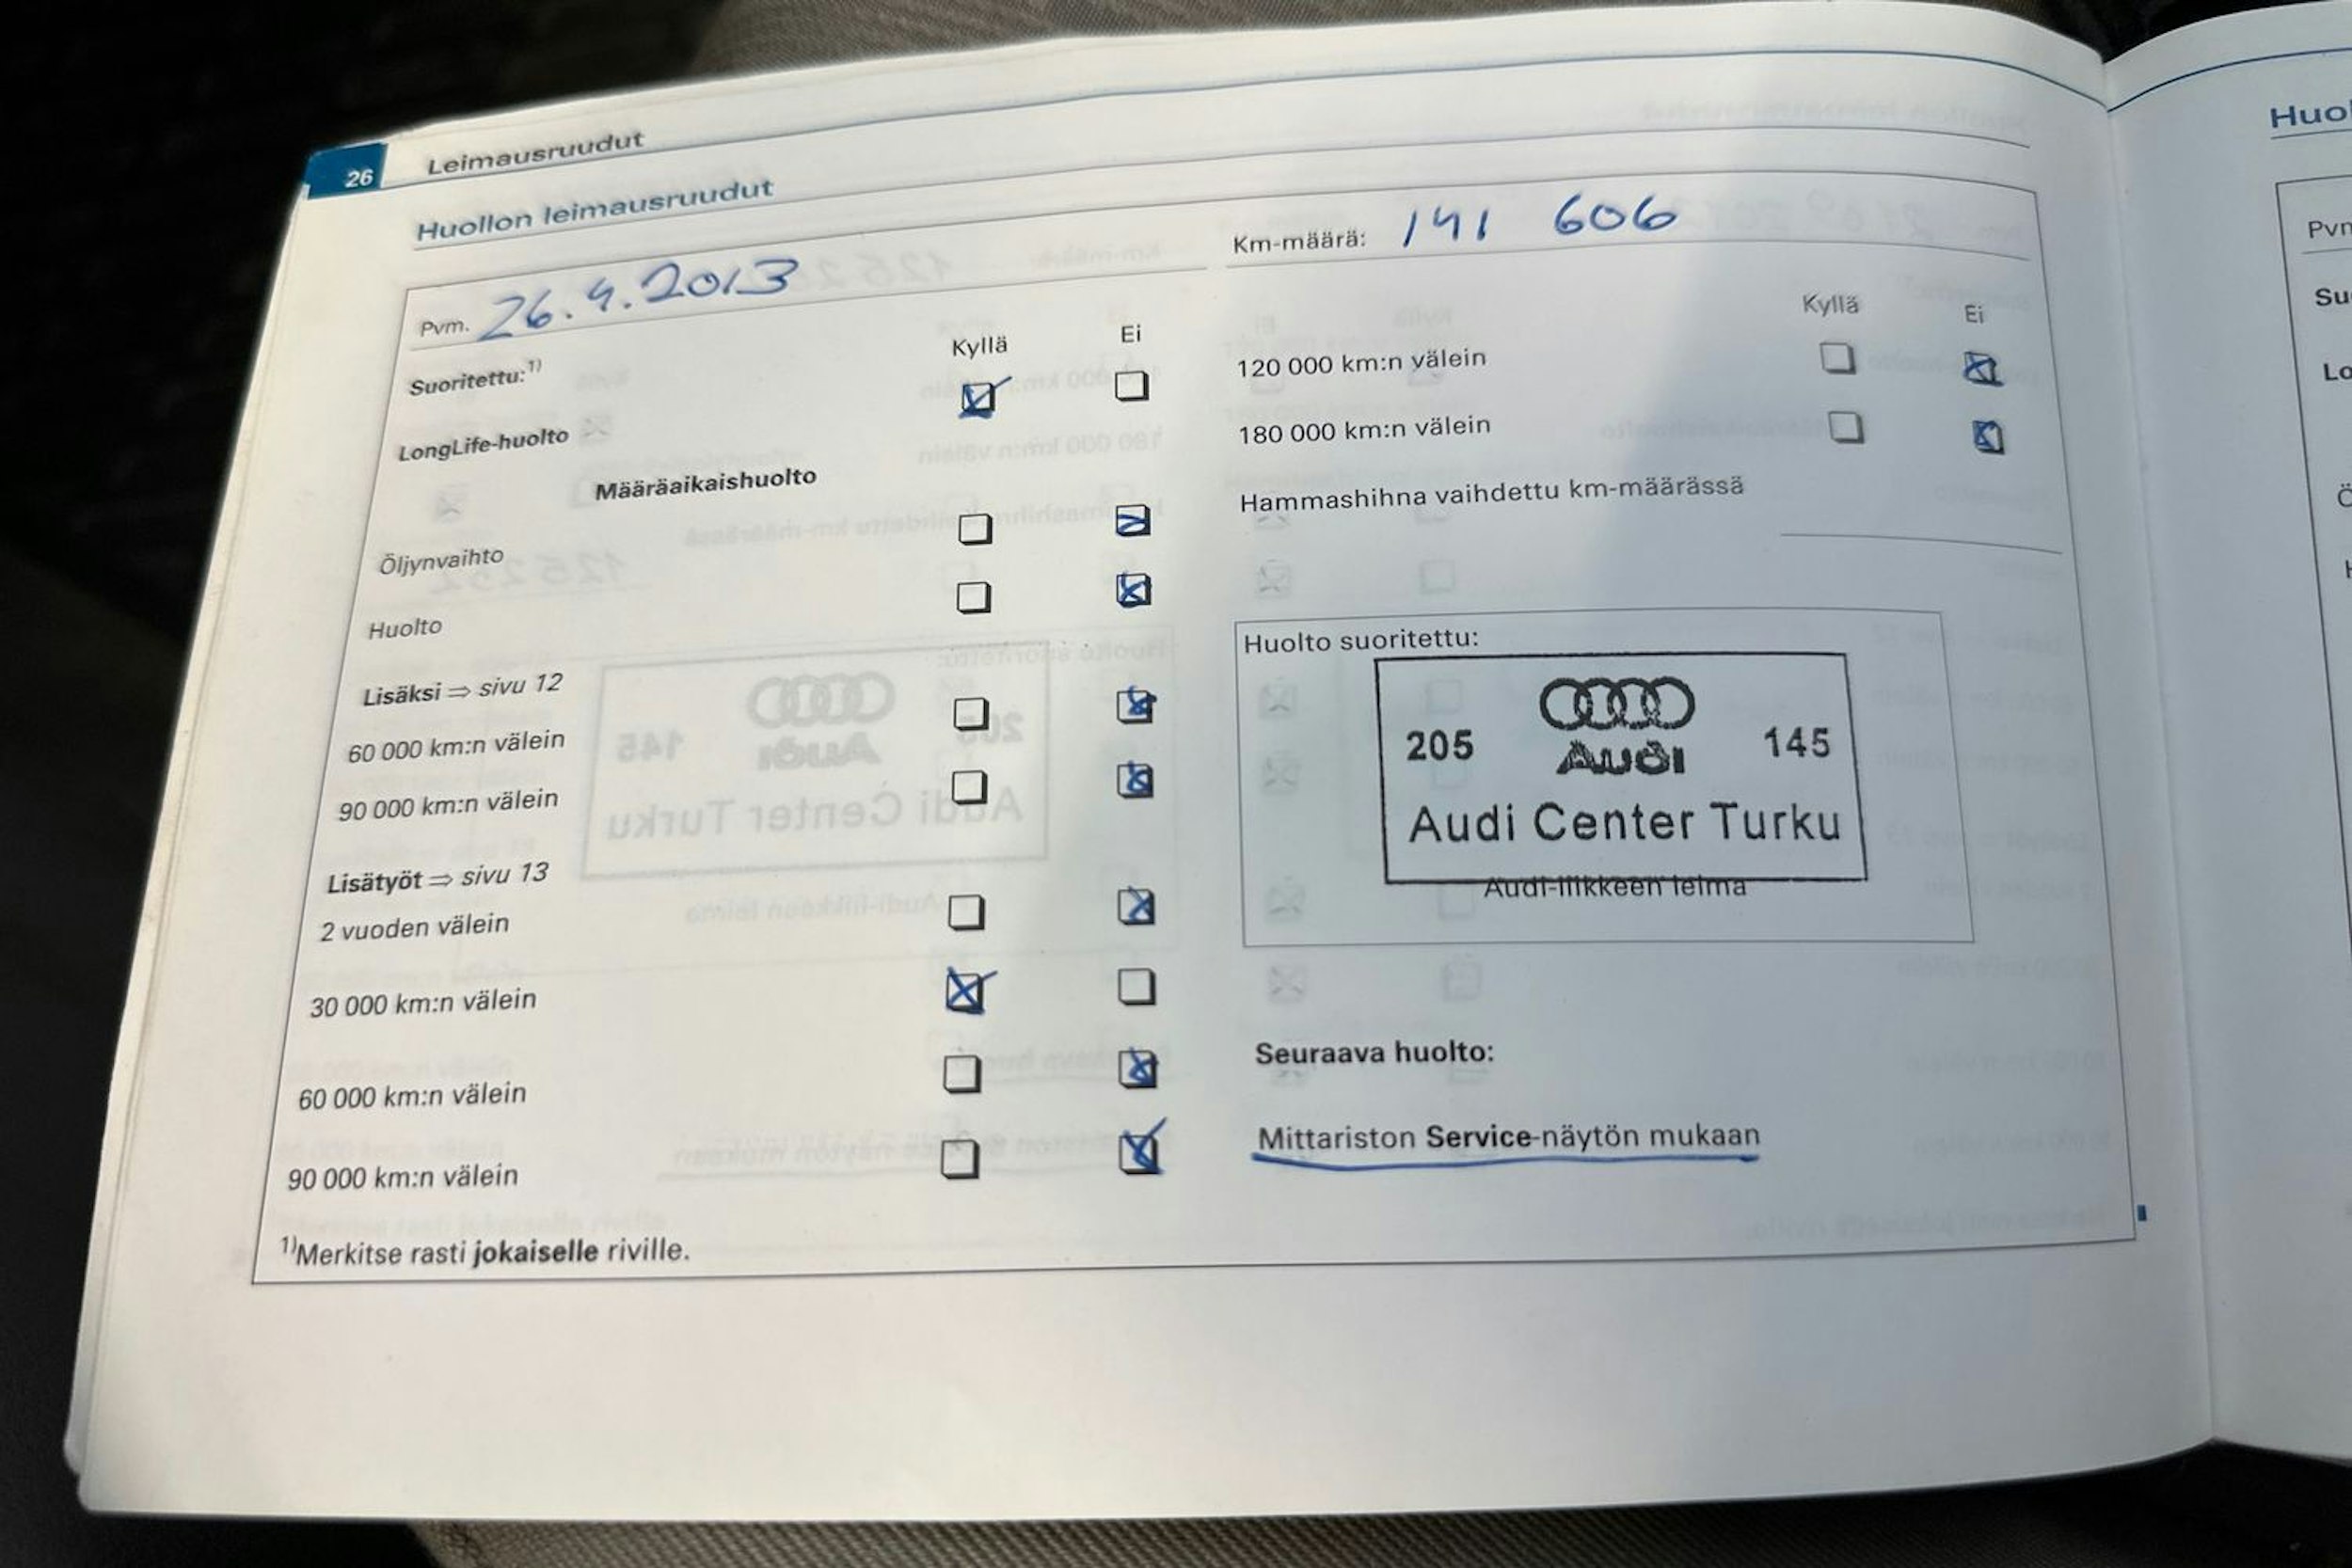 26 Leimausruudut
Huollon leimausruudut
Pvm. 26.4.2013
Suoritettu:1) Kyllä Ei
LongLife-huolto
Määräaikaishuolto
Öljynvaihto
Huolto
Lisäksi ⇒ sivu 12
60 000 km:n välein
90 000 km:n välein
Lisätyöt ⇒ sivu 13
2 vuoden välein
30 000 km:n välein
60 000 km:n välein
90 000 km:n välein
1)Merkitse rasti jokaiselle riville.
Km-määrä: 141 606
Kyllä Ei
120 000 km:n välein
180 000 km:n välein
Hammashihna vaihdettu km-määrässä
Huolto suoritettu:
205 Audi 145
Audi Center Turku
Audi-liikkeen leima
Seuraava huolto:
Mittariston Service-näytön mukaan
Huo
Pvm
Su
Lo